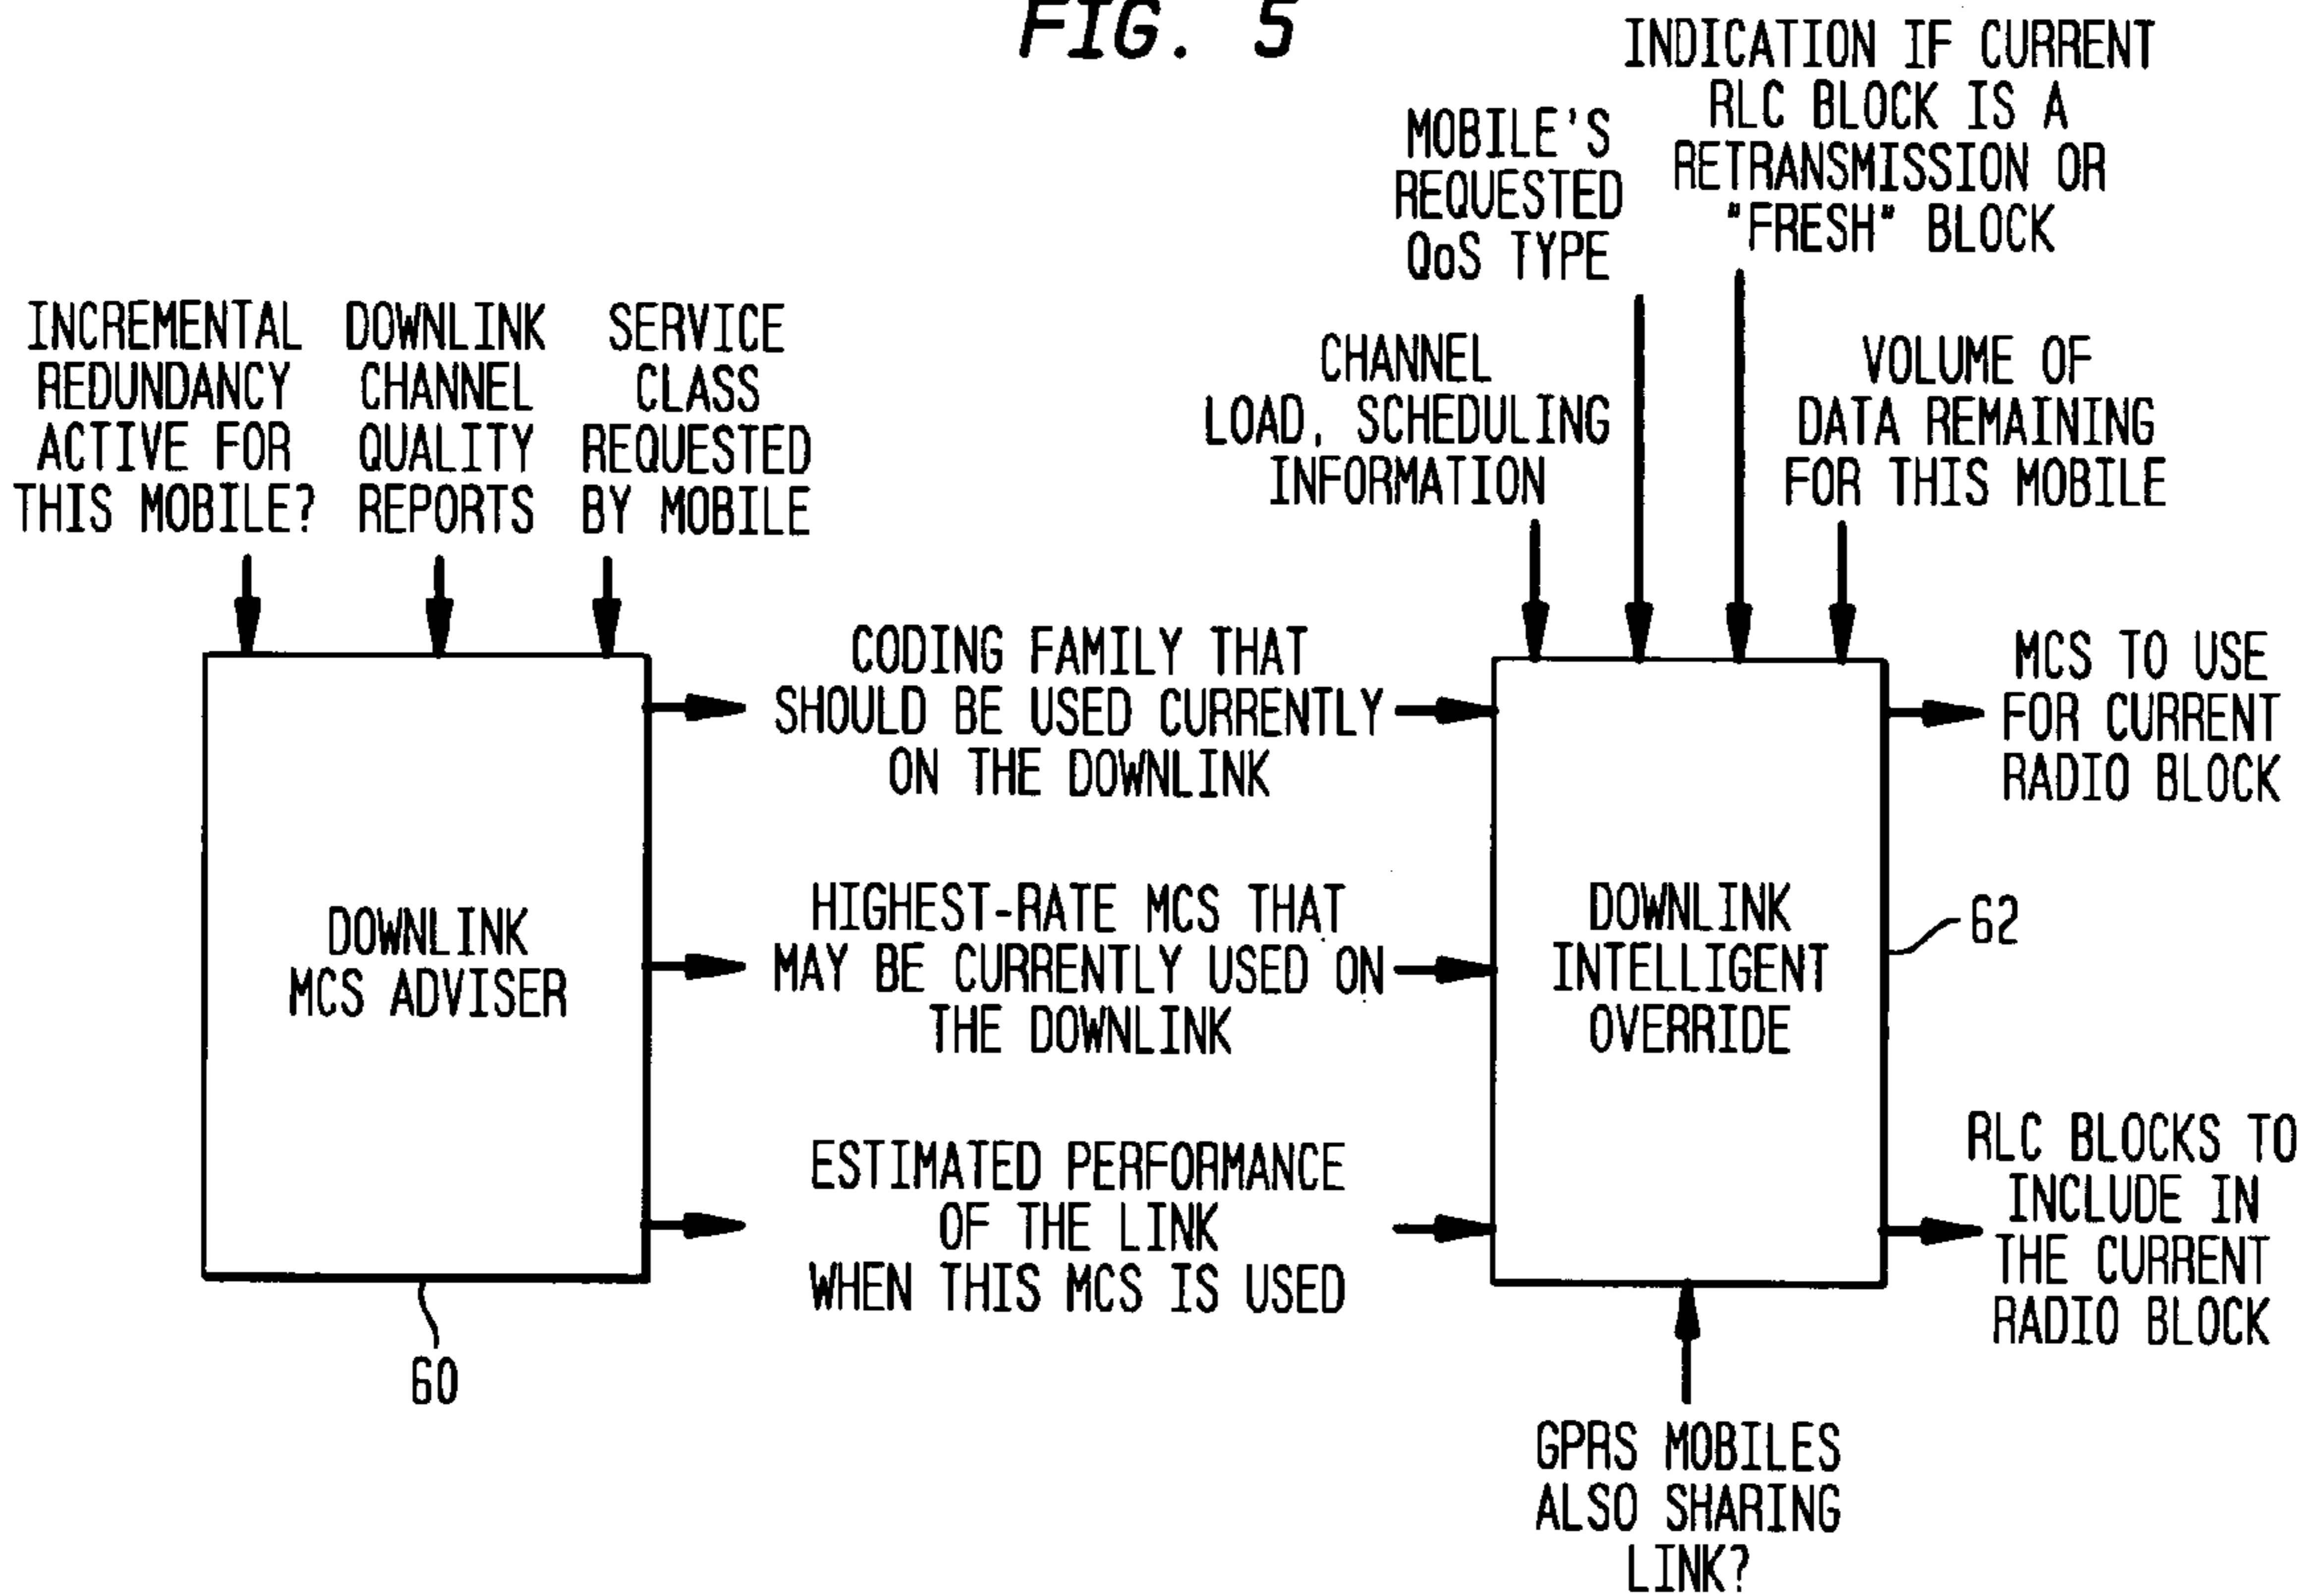 FIG. 5
INCREMENTAL
REDUNDANCY
ACTIVE FOR
THIS MOBILE?
DOWNLINK
CHANNEL
QUALITY
REPORTS
SERVICE
CLASS
REQUESTED
BY MOBILE
CHANNEL
LOAD, SCHEDULING
INFORMATION
MOBILE'S
REQUESTED
QoS TYPE
INDICATION IF CURRENT
RLC BLOCK IS A
RETRANSMISSION OR
"FRESH" BLOCK
VOLUME OF
DATA REMAINING
FOR THIS MOBILE
DOWNLINK
MCS ADVISER
60
CODING FAMILY THAT
SHOULD BE USED CURRENTLY
ON THE DOWNLINK
HIGHEST-RATE MCS THAT
MAY BE CURRENTLY USED ON
THE DOWNLINK
ESTIMATED PERFORMANCE
OF THE LINK
WHEN THIS MCS IS USED
DOWNLINK
INTELLIGENT
OVERRIDE
62
MCS TO USE
FOR CURRENT
RADIO BLOCK
RLC BLOCKS TO
INCLUDE IN
THE CURRENT
RADIO BLOCK
GPRS MOBILES
ALSO SHARING
LINK?